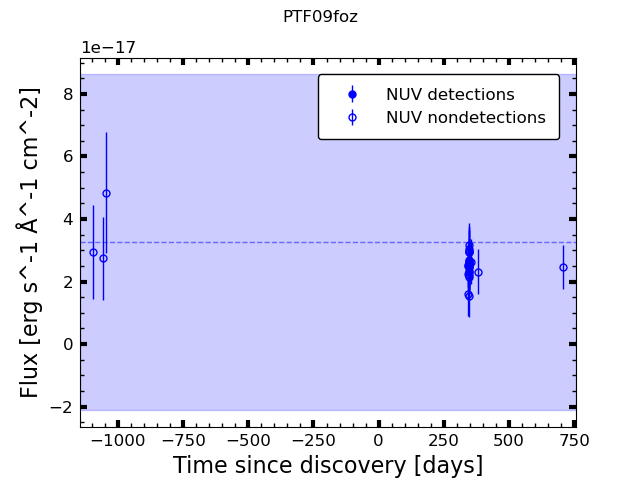 PTF09foz
1e−17
NUV detections
NUV nondetections
8
6
4
2
0
−2
Flux [erg s^-1 Å^-1 cm^-2]
−1000 −750 −500 −250 0 250 500 750
Time since discovery [days]